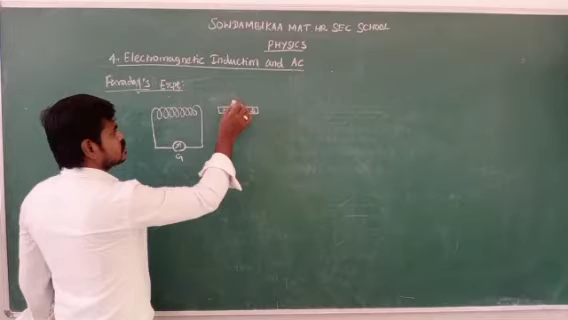 SOWDAMBIKAA MAT HR SEC SCHOOL
PHYSICS
4. Electromagnetic Induction and AC
Faraday's Expt:
G